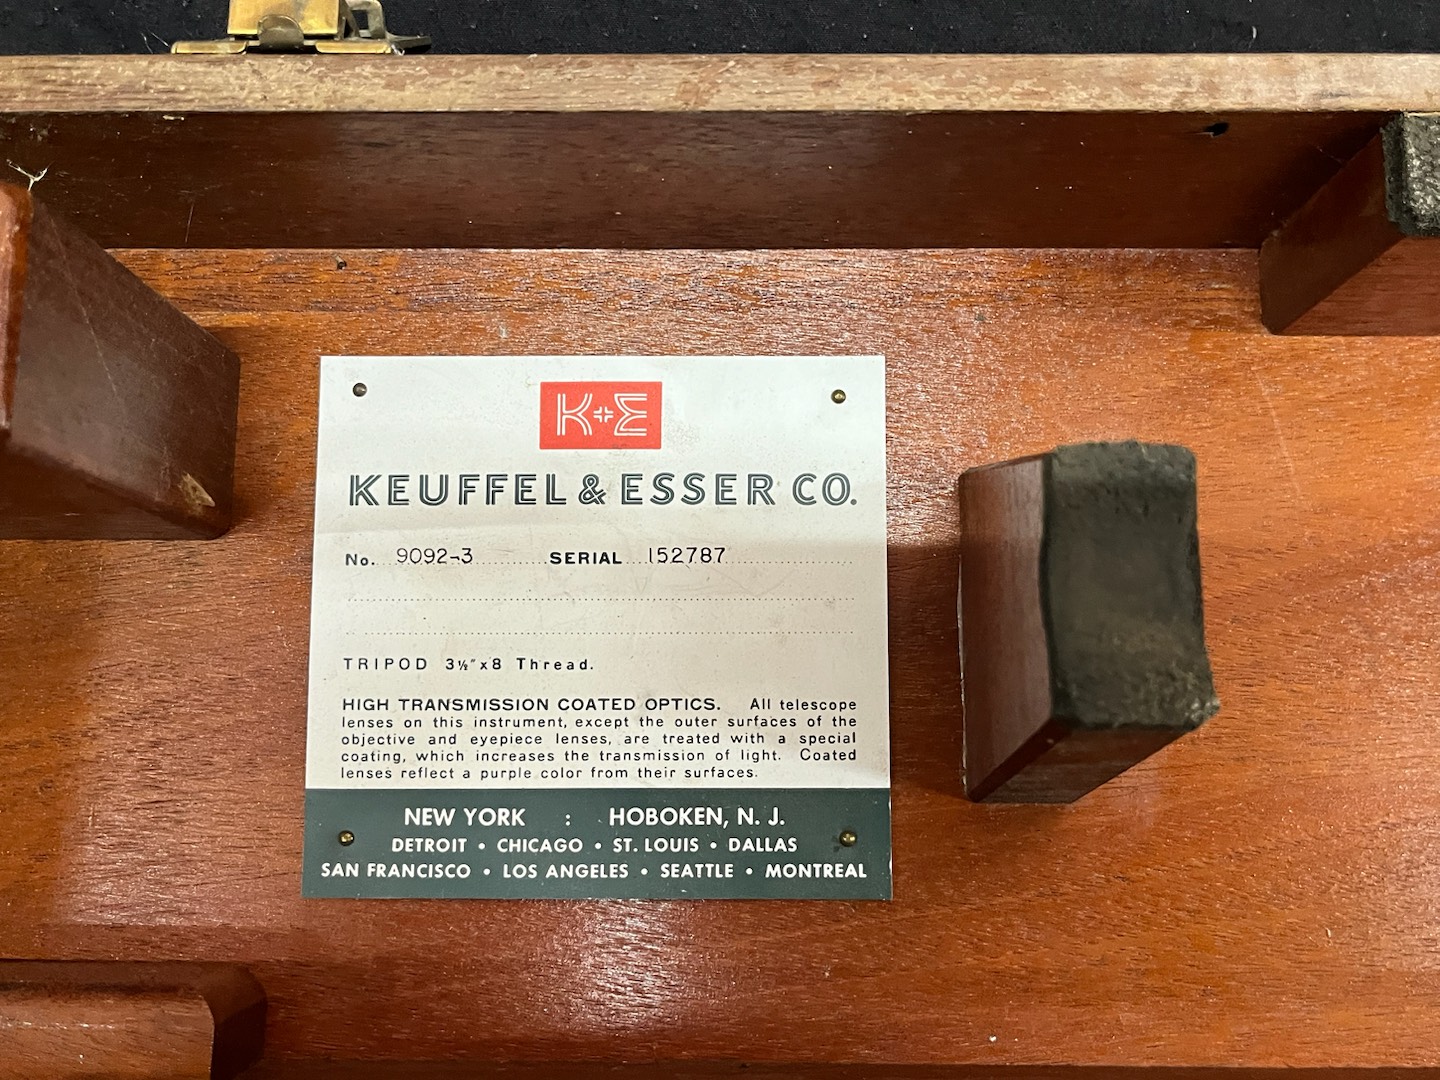 K+E
KEUFFEL & ESSER CO.
No. 9092-3 SERIAL 152787
TRIPOD 3½"x8 Thread.
HIGH TRANSMISSION COATED OPTICS. All telescope
lenses on this instrument, except the outer surfaces of the
objective and eyepiece lenses, are treated with a special
coating, which increases the transmission of light. Coated
lenses reflect a purple color from their surfaces.
NEW YORK : HOBOKEN, N. J.
DETROIT • CHICAGO • ST. LOUIS • DALLAS
SAN FRANCISCO • LOS ANGELES • SEATTLE • MONTREAL